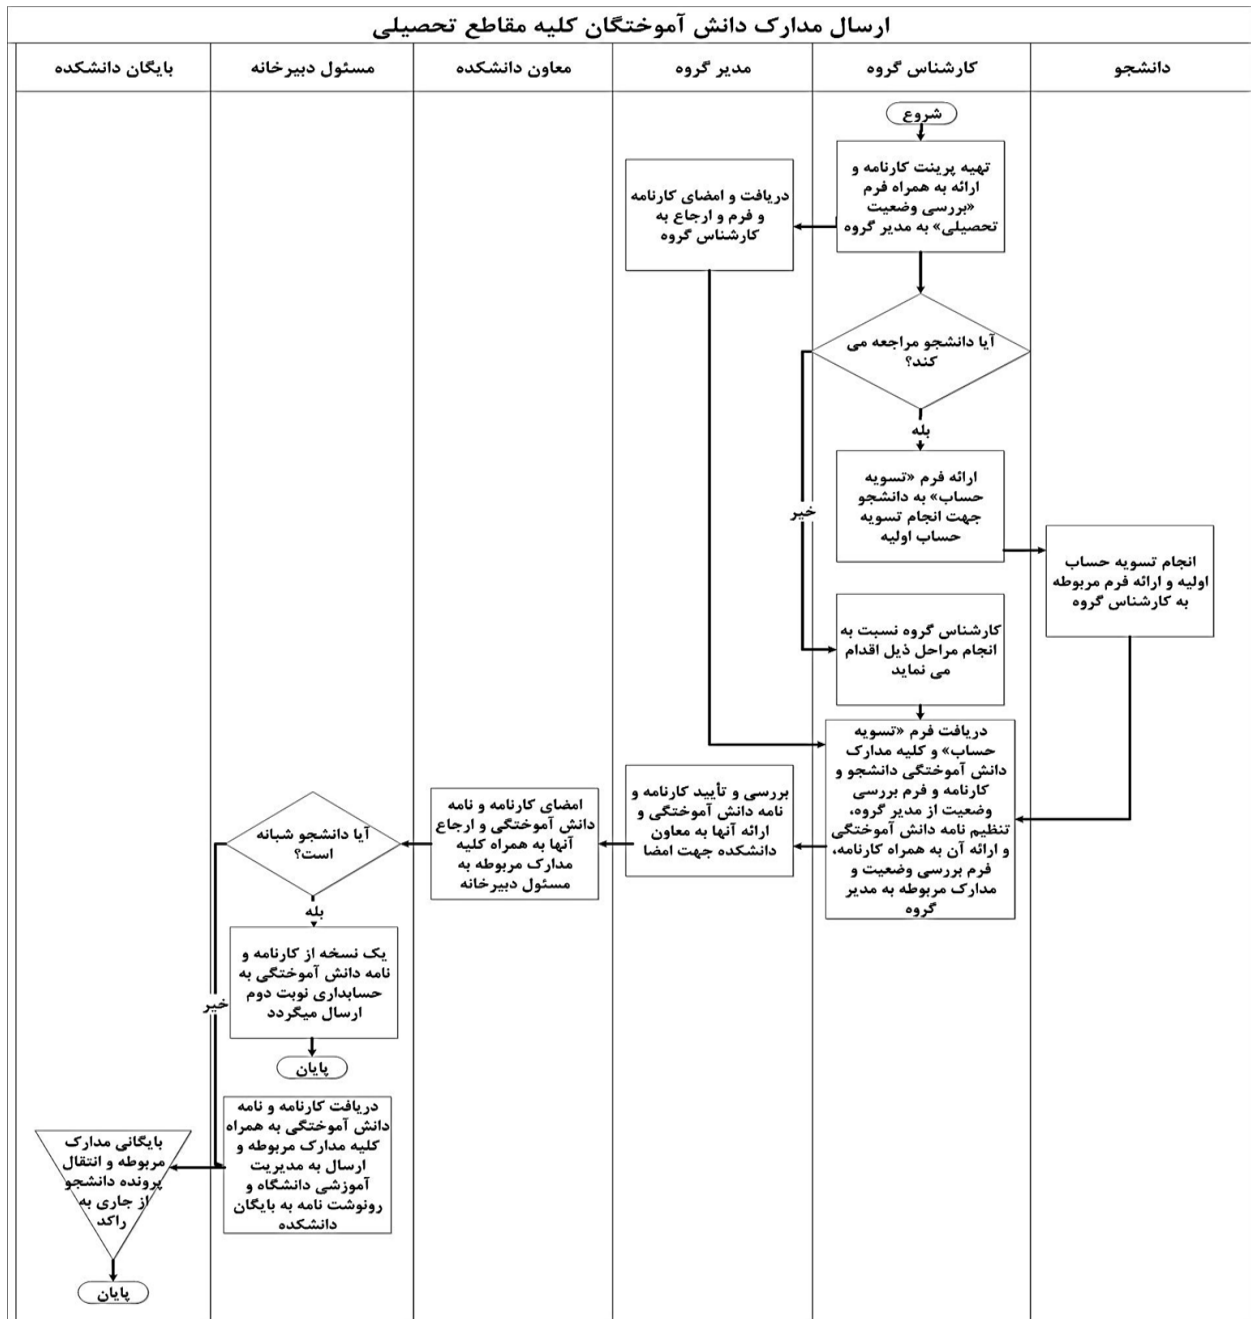 ارسال مدارک دانش آموختگان کلیه مقاطع تحصیلی
دانشجو
کارشناس گروه
مدیر گروه
معاون دانشکده
مسئول دبیرخانه
بایگان دانشکده
شروع
تهیه پرینت کارنامه و
ارائه به همراه فرم
«بررسی وضعیت
تحصیلی» به مدیر گروه
دریافت و امضای کارنامه
و فرم و ارجاع به
کارشناس گروه
آیا دانشجو مراجعه می
کند؟
بله
خیر
ارائه فرم «تسویه
حساب» به دانشجو
جهت انجام تسویه
حساب اولیه
انجام تسویه حساب
اولیه و ارائه فرم مربوطه
به کارشناس گروه
کارشناس گروه نسبت به
انجام مراحل ذیل اقدام
می نماید
دریافت فرم «تسویه
حساب» و کلیه مدارک
دانش آموختگی دانشجو و
کارنامه و فرم بررسی
وضعیت از مدیر گروه،
تنظیم نامه دانش آموختگی
و ارائه آن به همراه کارنامه،
فرم بررسی وضعیت و
مدارک مربوطه به مدیر
گروه
بررسی و تأیید کارنامه و
نامه دانش آموختگی و
ارائه آنها به معاون
دانشکده جهت امضا
امضای کارنامه و نامه
دانش آموختگی و ارجاع
آنها به همراه کلیه
مدارک مربوطه به
مسئول دبیرخانه
آیا دانشجو شبانه
است؟
بله
خیر
یک نسخه از کارنامه و
نامه دانش آموختگی به
حسابداری نوبت دوم
ارسال میگردد
پایان
دریافت کارنامه و نامه
دانش آموختگی به همراه
کلیه مدارک مربوطه و
ارسال به مدیریت
آموزشی دانشگاه و
رونوشت نامه به بایگان
دانشکده
بایگانی مدارک
مربوطه و انتقال
پرونده دانشجو
از جاری به
راکد
پایان